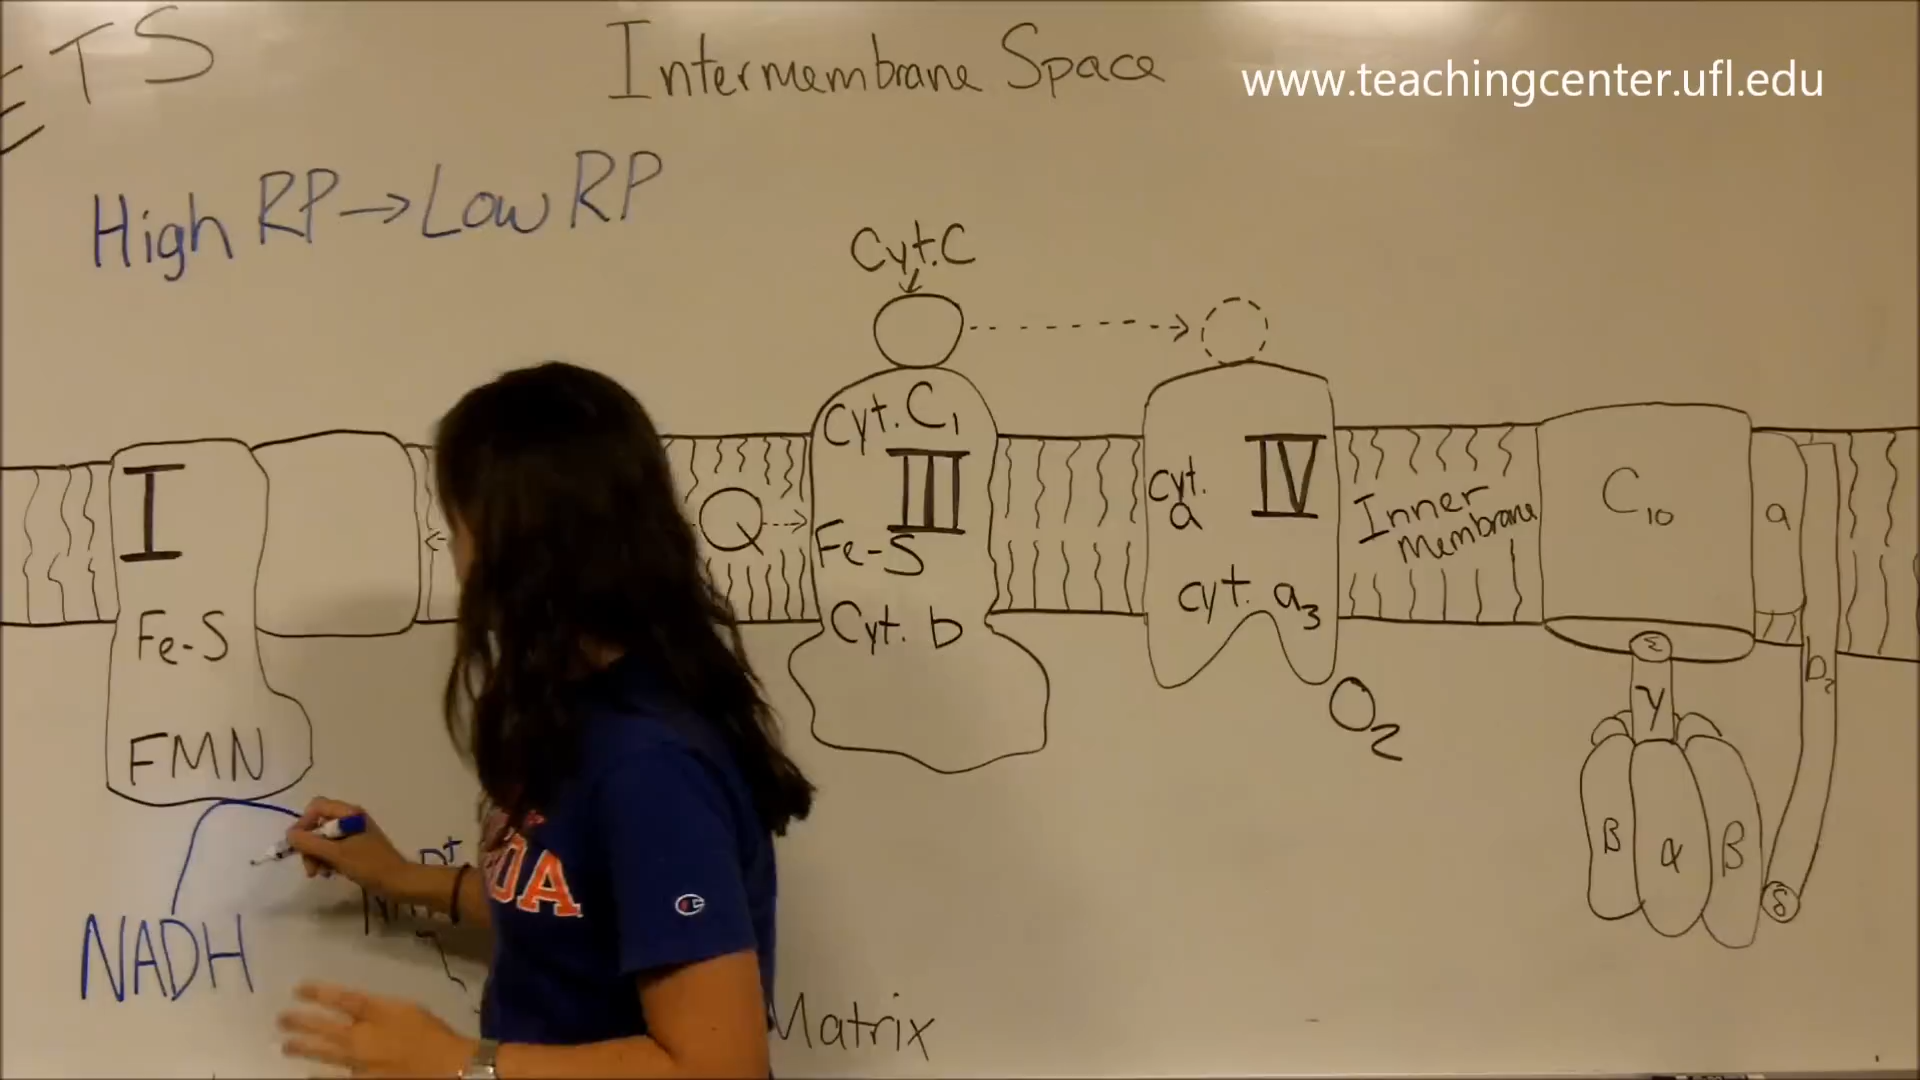 ETS
Intermembrane Space
www.teachingcenter.ufl.edu
High RP→Low RP
Cyt. C
Cyt. C1
I
III
IV
Q
Fe-S
cyt.
a
Inner
Membrane
C10
a
Fe-S
cyt. a3
Cyt. b
FMN
O2
b2
ε
γ
β
α
β
δ
NADH
Matrix